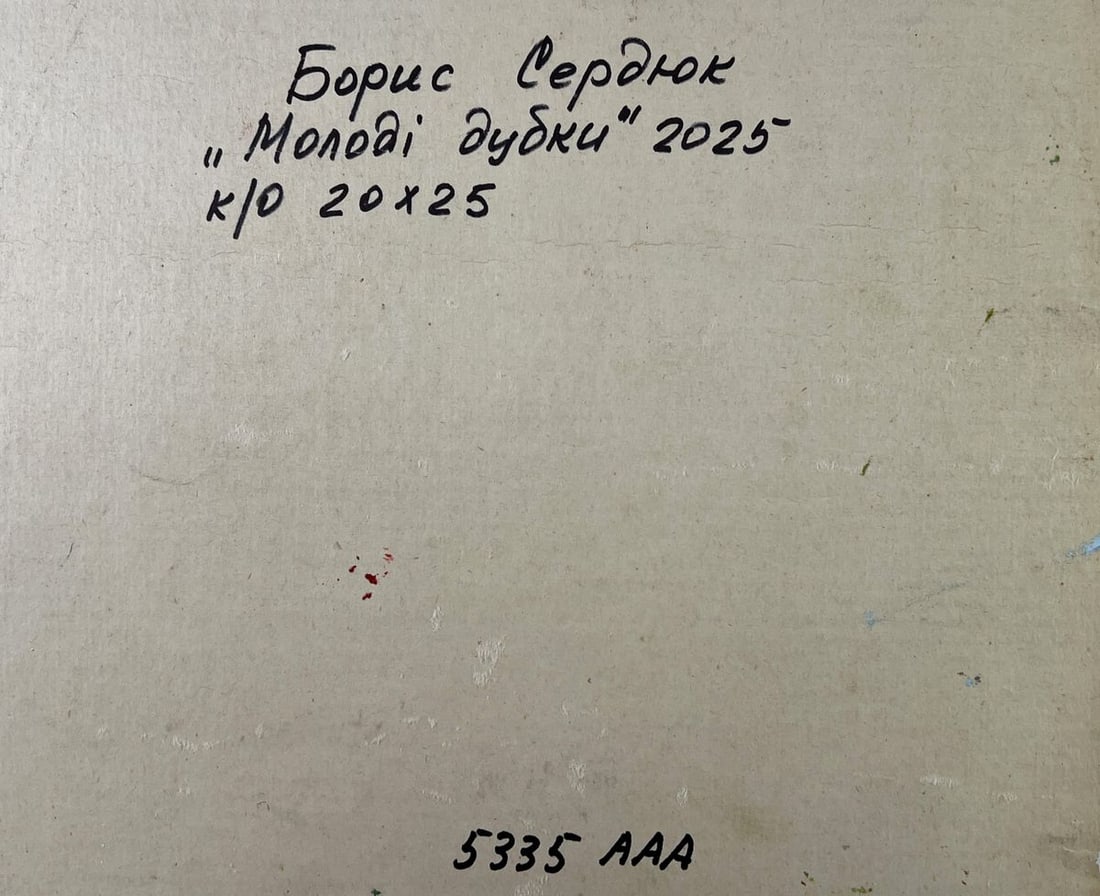 Борис Сердюк
„Молоді дубки" 2025
к/о 20х25
5335 ААА